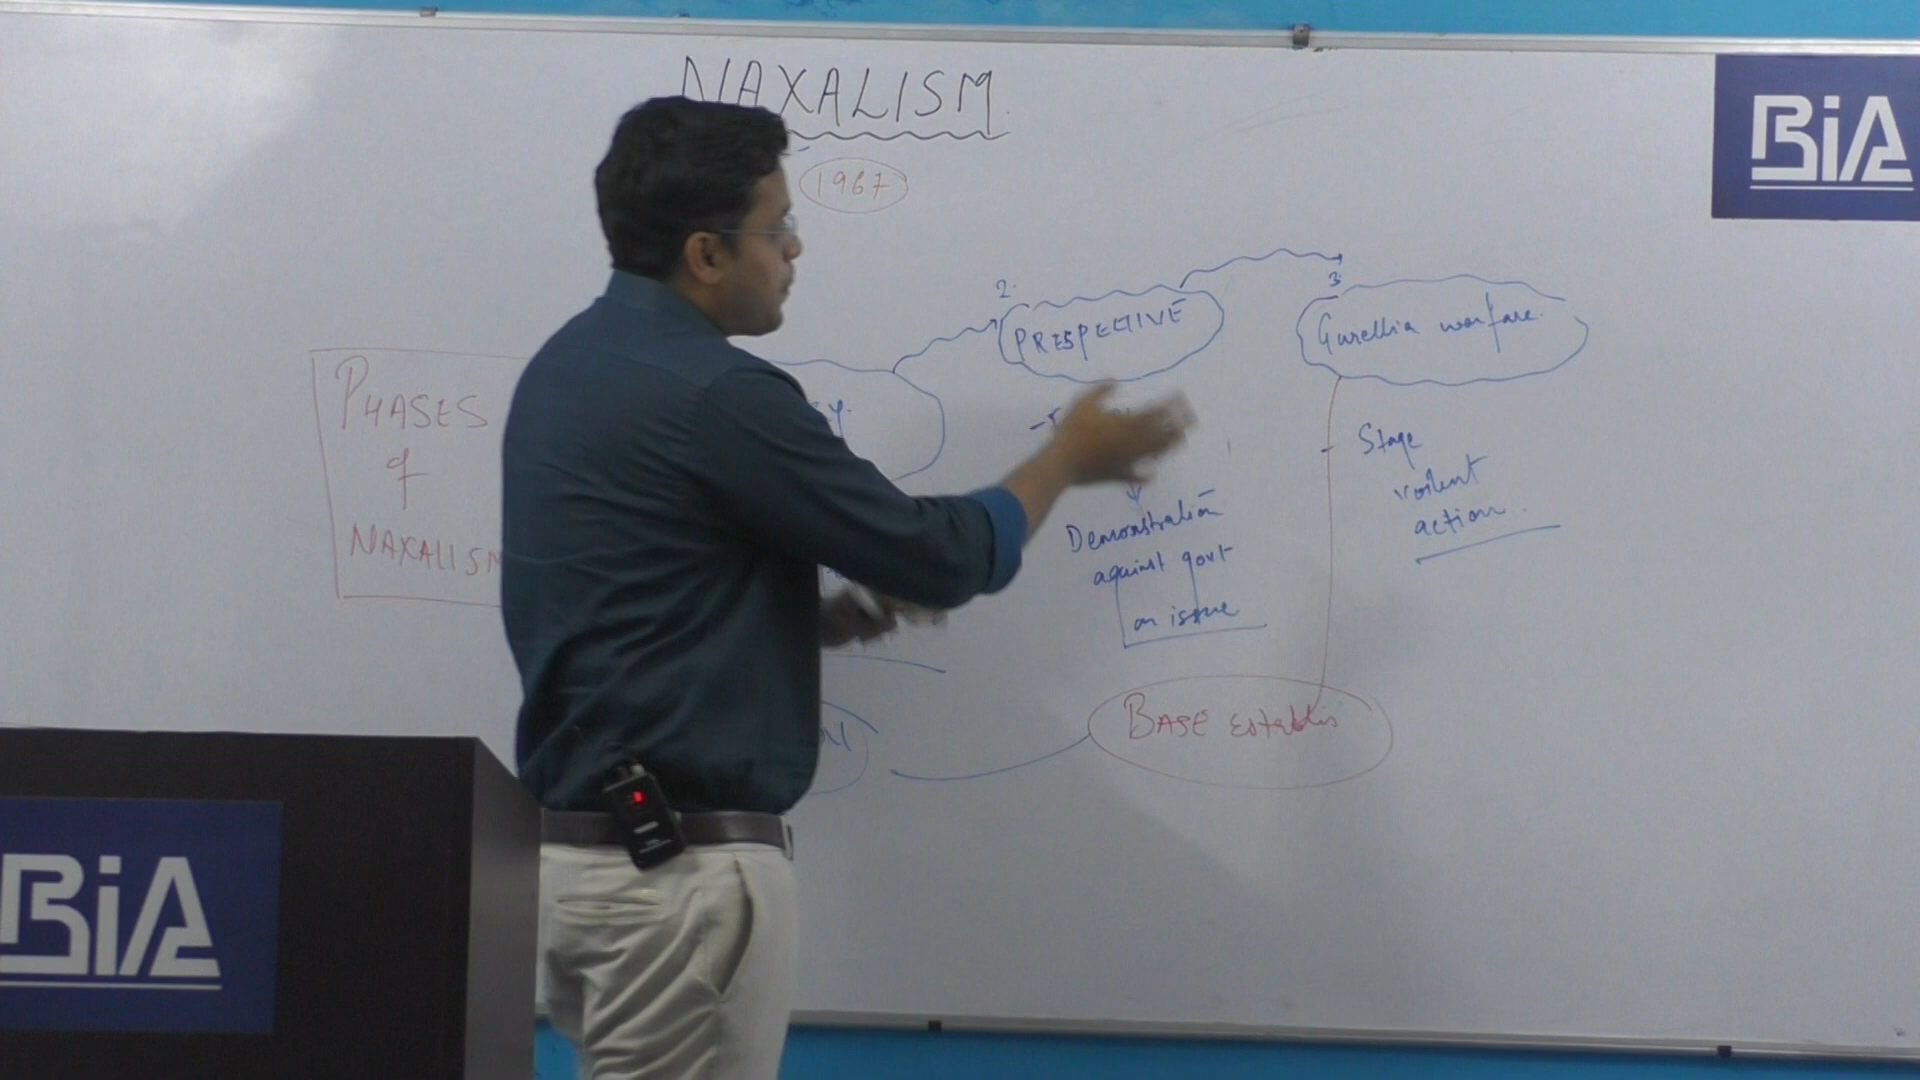 NAXALISM.
1967
BiA
2.
PRESPECTIVE
3.
Gurellia warfare.
PHASES
of
NAXALISM
Stage
voilent
action.
Demonstration
against govt
on issue
BASE establis
BiA